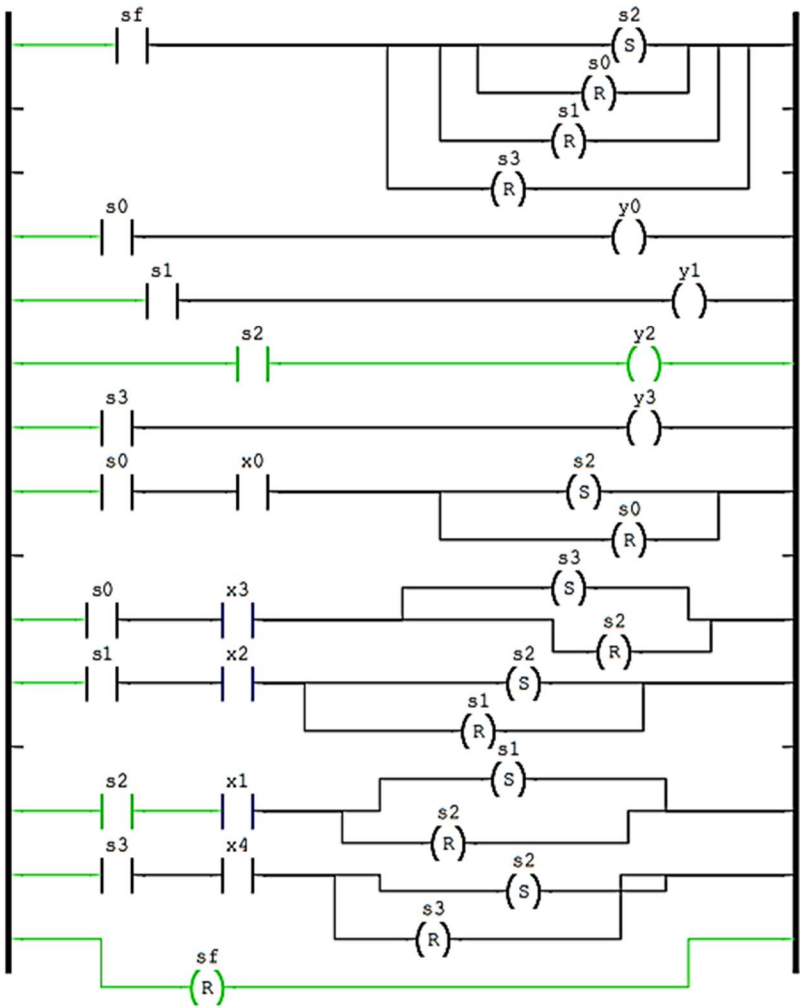 sf s2
S
s0
R
s1
R
s3
R
s0 y0
s1 y1
s2 y2
s3 y3
s0 x0 s2
S
s0
R
s3
S
s0 x3 s2
R
s1 x2 s2
S
s1
R
s1
S
s2 x1 s2
R
s3 x4 s2
S
s3
R
sf
R